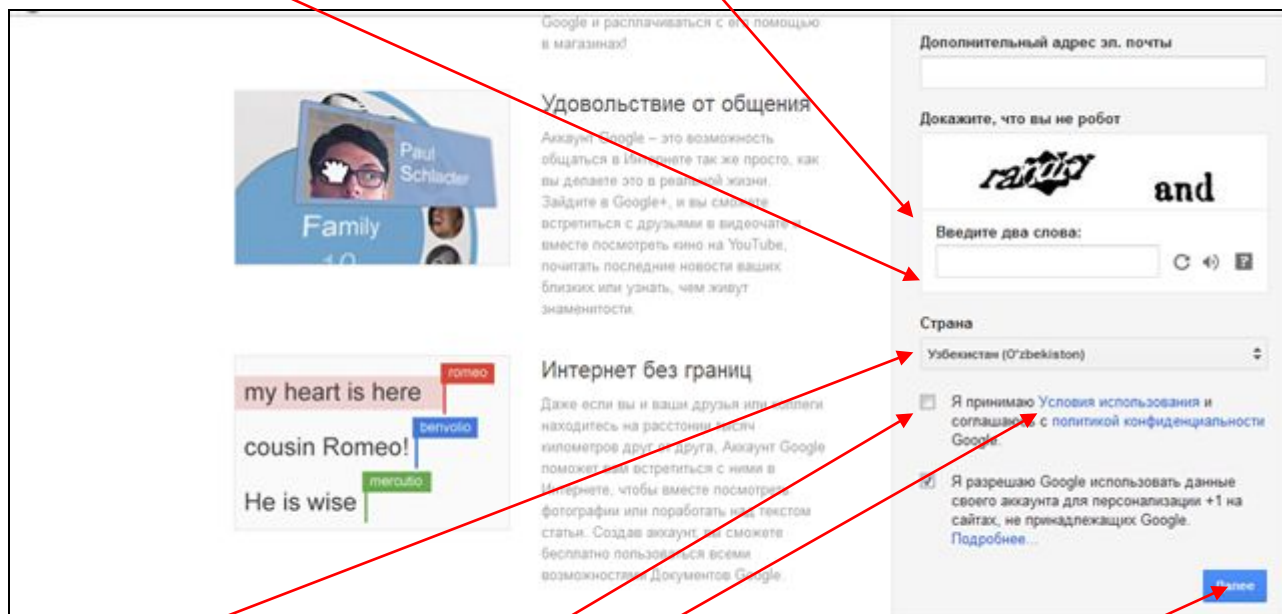 Google и расплачиваться с его помощью
в магазинах!
Paul
Schlacter
Family
10
Удовольствие от общения
Аккаунт Google – это возможность
общаться в Интернете так же просто, как
вы делаете это в реальной жизни.
Зайдите в Google+, и вы сможете
встретиться с друзьями в видеочате и
вместе посмотреть кино на YouTube,
почитать последние новости ваших
близких или узнать, чем живут
знаменитости.
romeo
my heart is here
benvolio
cousin Romeo!
mercutio
He is wise
Интернет без границ
Даже если вы и ваши друзья или коллеги
находитесь на расстонии тысяч
километров друг от друга, Аккаунт Google
поможет вам встретиться с ними в
Интернете, чтобы вместе посмотреть
фотографии или поработать над текстом
статьи. Создав аккаунт, вы сможете
бесплатно пользоваться всеми
возможностями Документов Google.
Дополнительный адрес эл. почты
Докажите, что вы не робот
and
Введите два слова:
Страна
Узбекистан (O'zbekiston)
Я принимаю Условия использования и
соглашаюсь с политикой конфиденциальности
Google.
Я разрешаю Google использовать данные
своего аккаунта для персонализации +1 на
сайтах, не принадлежащих Google.
Подробнее...
Далее